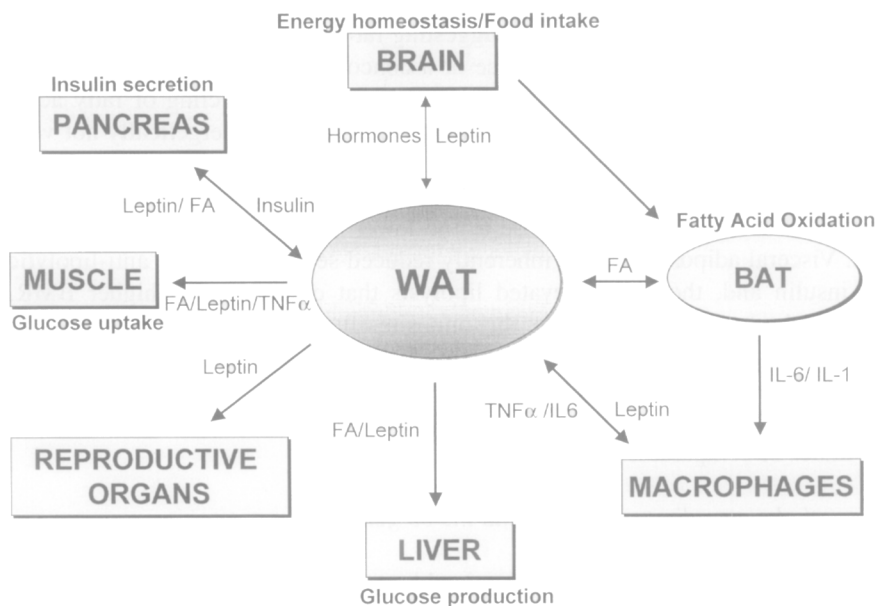 Energy homeostasis/Food intake
BRAIN
Insulin secretion
PANCREAS
Hormones
Leptin
Leptin/ FA
Insulin
Fatty Acid Oxidation
MUSCLE
Glucose uptake
FA/Leptin/TNFα
WAT
FA
BAT
Leptin
IL-6/ IL-1
FA/Leptin
TNFα /IL6
Leptin
REPRODUCTIVE
ORGANS
MACROPHAGES
LIVER
Glucose production